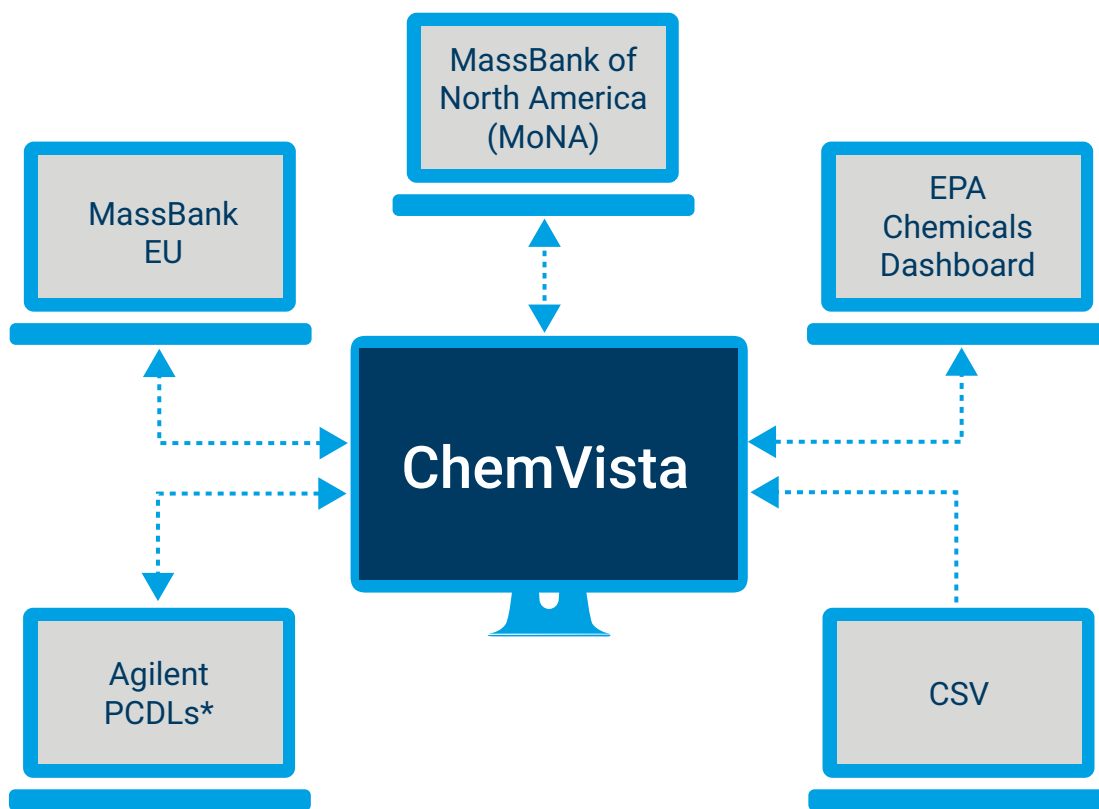 MassBank of
North America
(MoNA)
MassBank
EU
EPA
Chemicals
Dashboard
ChemVista
Agilent
PCDLs*
CSV